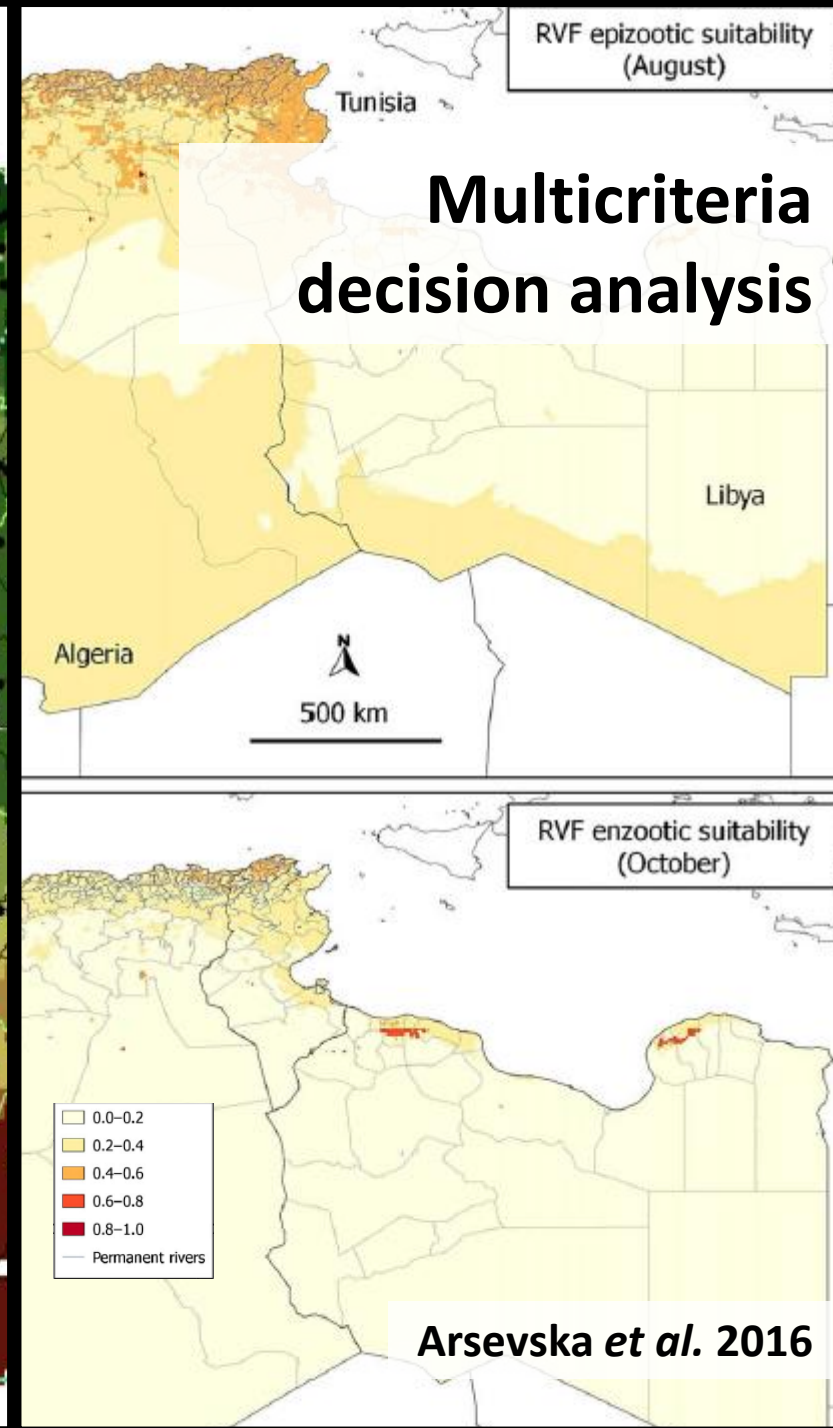 RVF epizootic suitability
(August)
Tunisia
Multicriteria
decision analysis
Libya
Algeria
N
500 km
RVF enzootic suitability
(October)
0.0–0.2
0.2–0.4
0.4–0.6
0.6–0.8
0.8–1.0
Permanent rivers
Arsevska et al. 2016